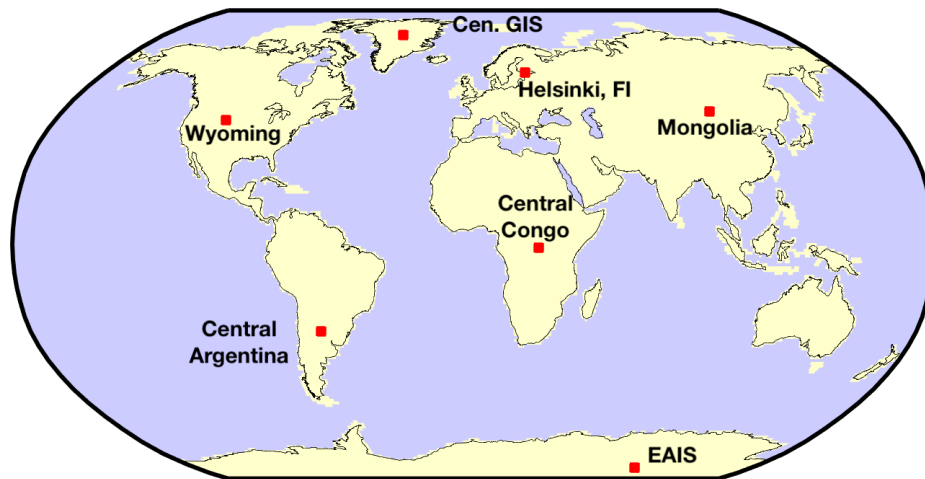 Cen. GIS
Helsinki, FI
Wyoming
Mongolia
Central
Congo
Central
Argentina
EAIS